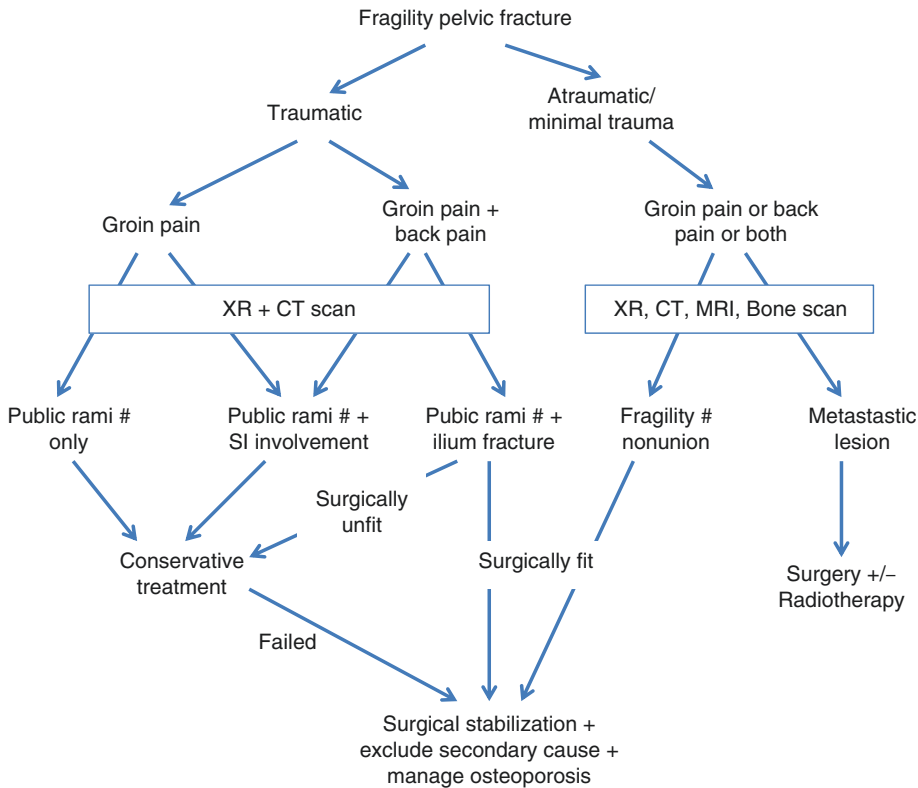 Fragility pelvic fracture
Traumatic
Atraumatic/
minimal trauma
Groin pain
Groin pain +
back pain
Groin pain or back
pain or both
XR + CT scan
XR, CT, MRI, Bone scan
Public rami #
only
Public rami # +
SI involvement
Pubic rami # +
ilium fracture
Fragility #
nonunion
Metastastic
lesion
Surgically
unfit
Conservative
treatment
Surgically fit
Surgery +/−
Radiotherapy
Failed
Surgical stabilization +
exclude secondary cause +
manage osteoporosis